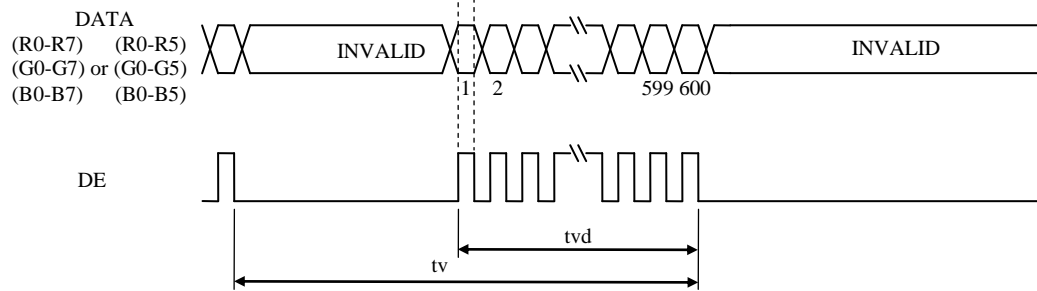 DATA
(R0-R7) (R0-R5)
(G0-G7) or (G0-G5)
(B0-B7) (B0-B5)
INVALID
INVALID
1 2 599 600
DE
tvd
tv